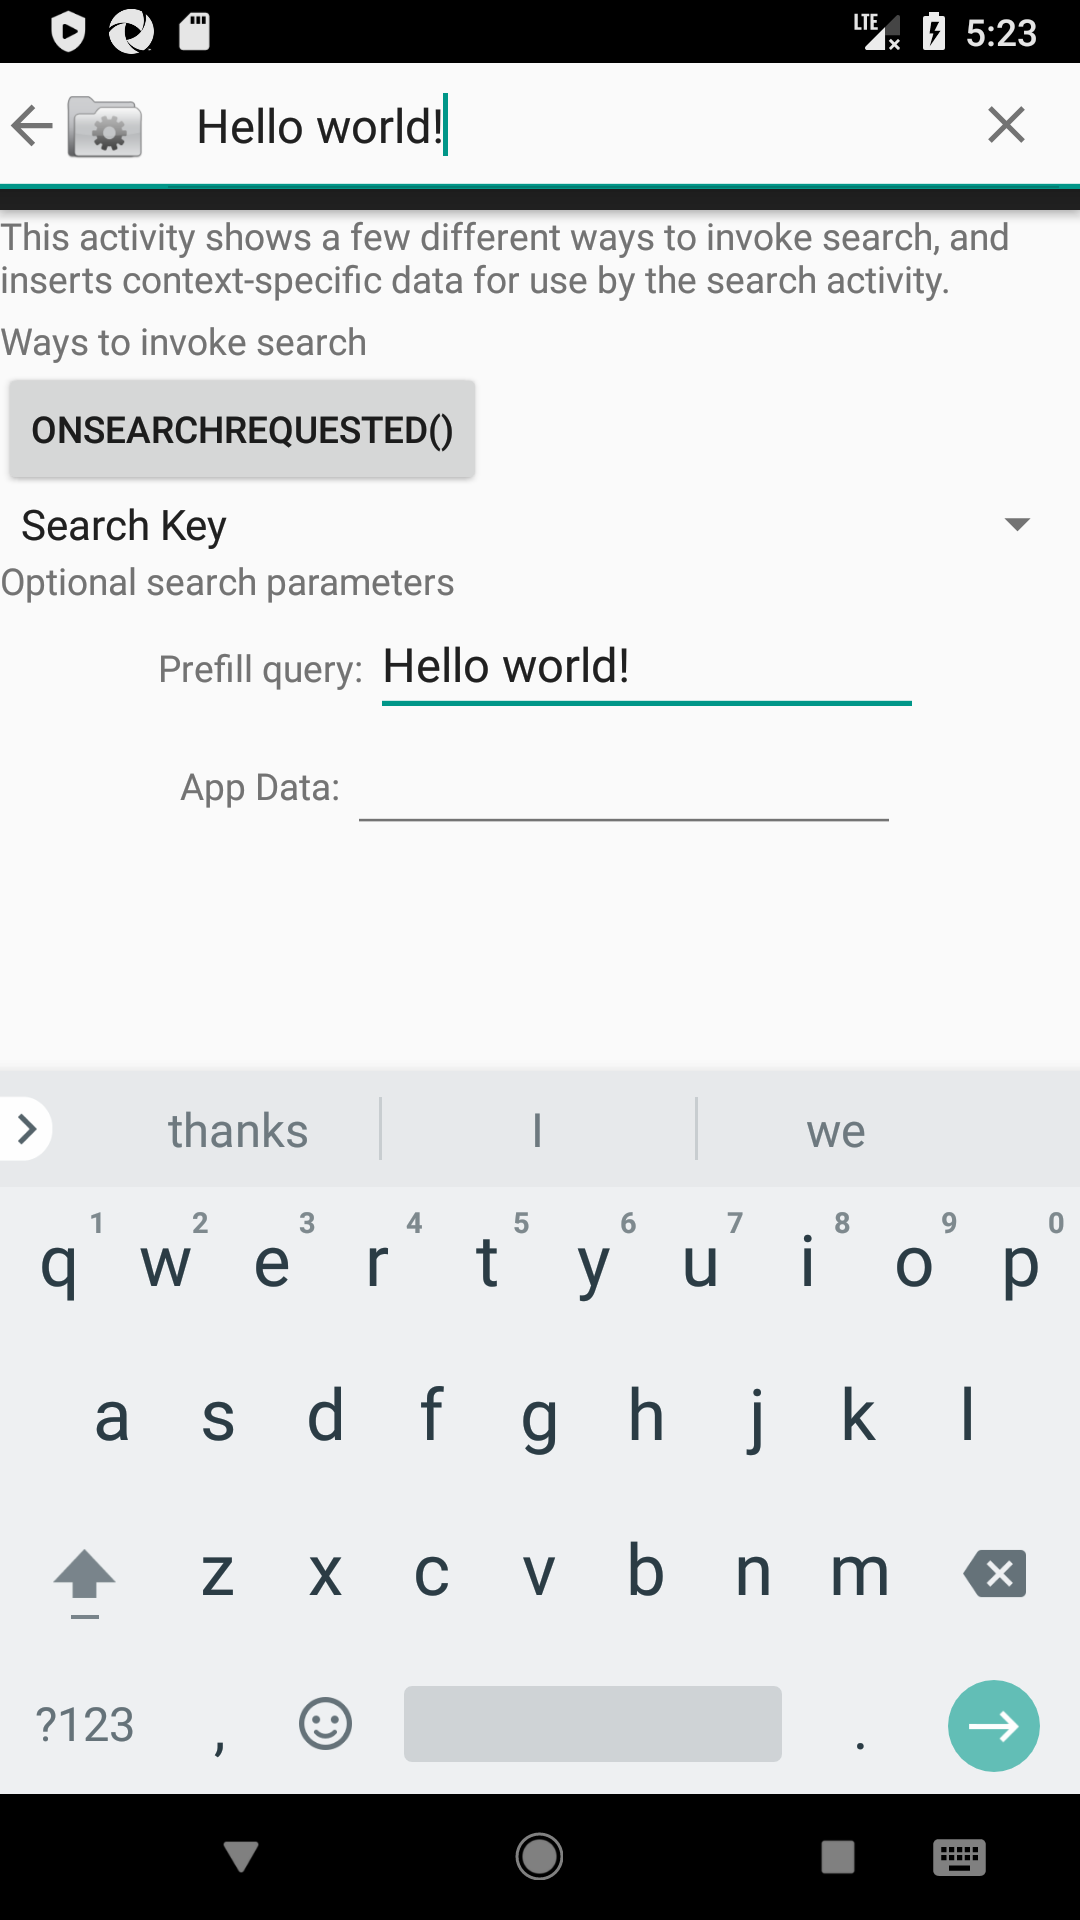 LTE 5:23
Hello world!
This activity shows a few different ways to invoke search, and
inserts context-specific data for use by the search activity.
Ways to invoke search
ONSEARCHREQUESTED()
Search Key
Optional search parameters
Prefill query: Hello world!
App Data:
thanks I we
1 2 3 4 5 6 7 8 9 0
q w e r t y u i o p
a s d f g h j k l
z x c v b n m
?123 , .